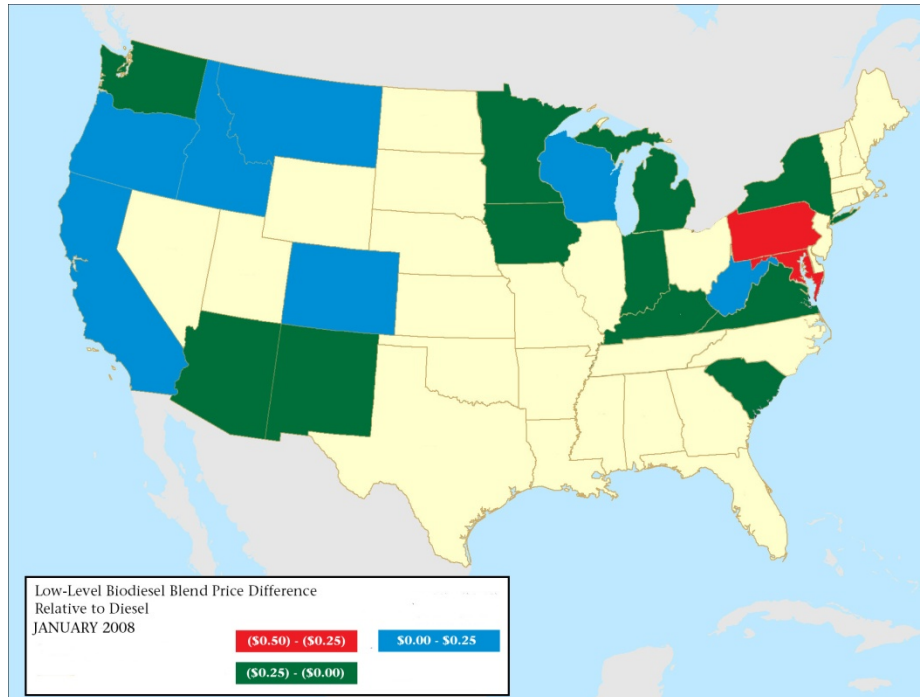 Low-Level Biodiesel Blend Price Difference
Relative to Diesel
JANUARY 2008
($0.50) - ($0.25)
$0.00 - $0.25
($0.25) - ($0.00)